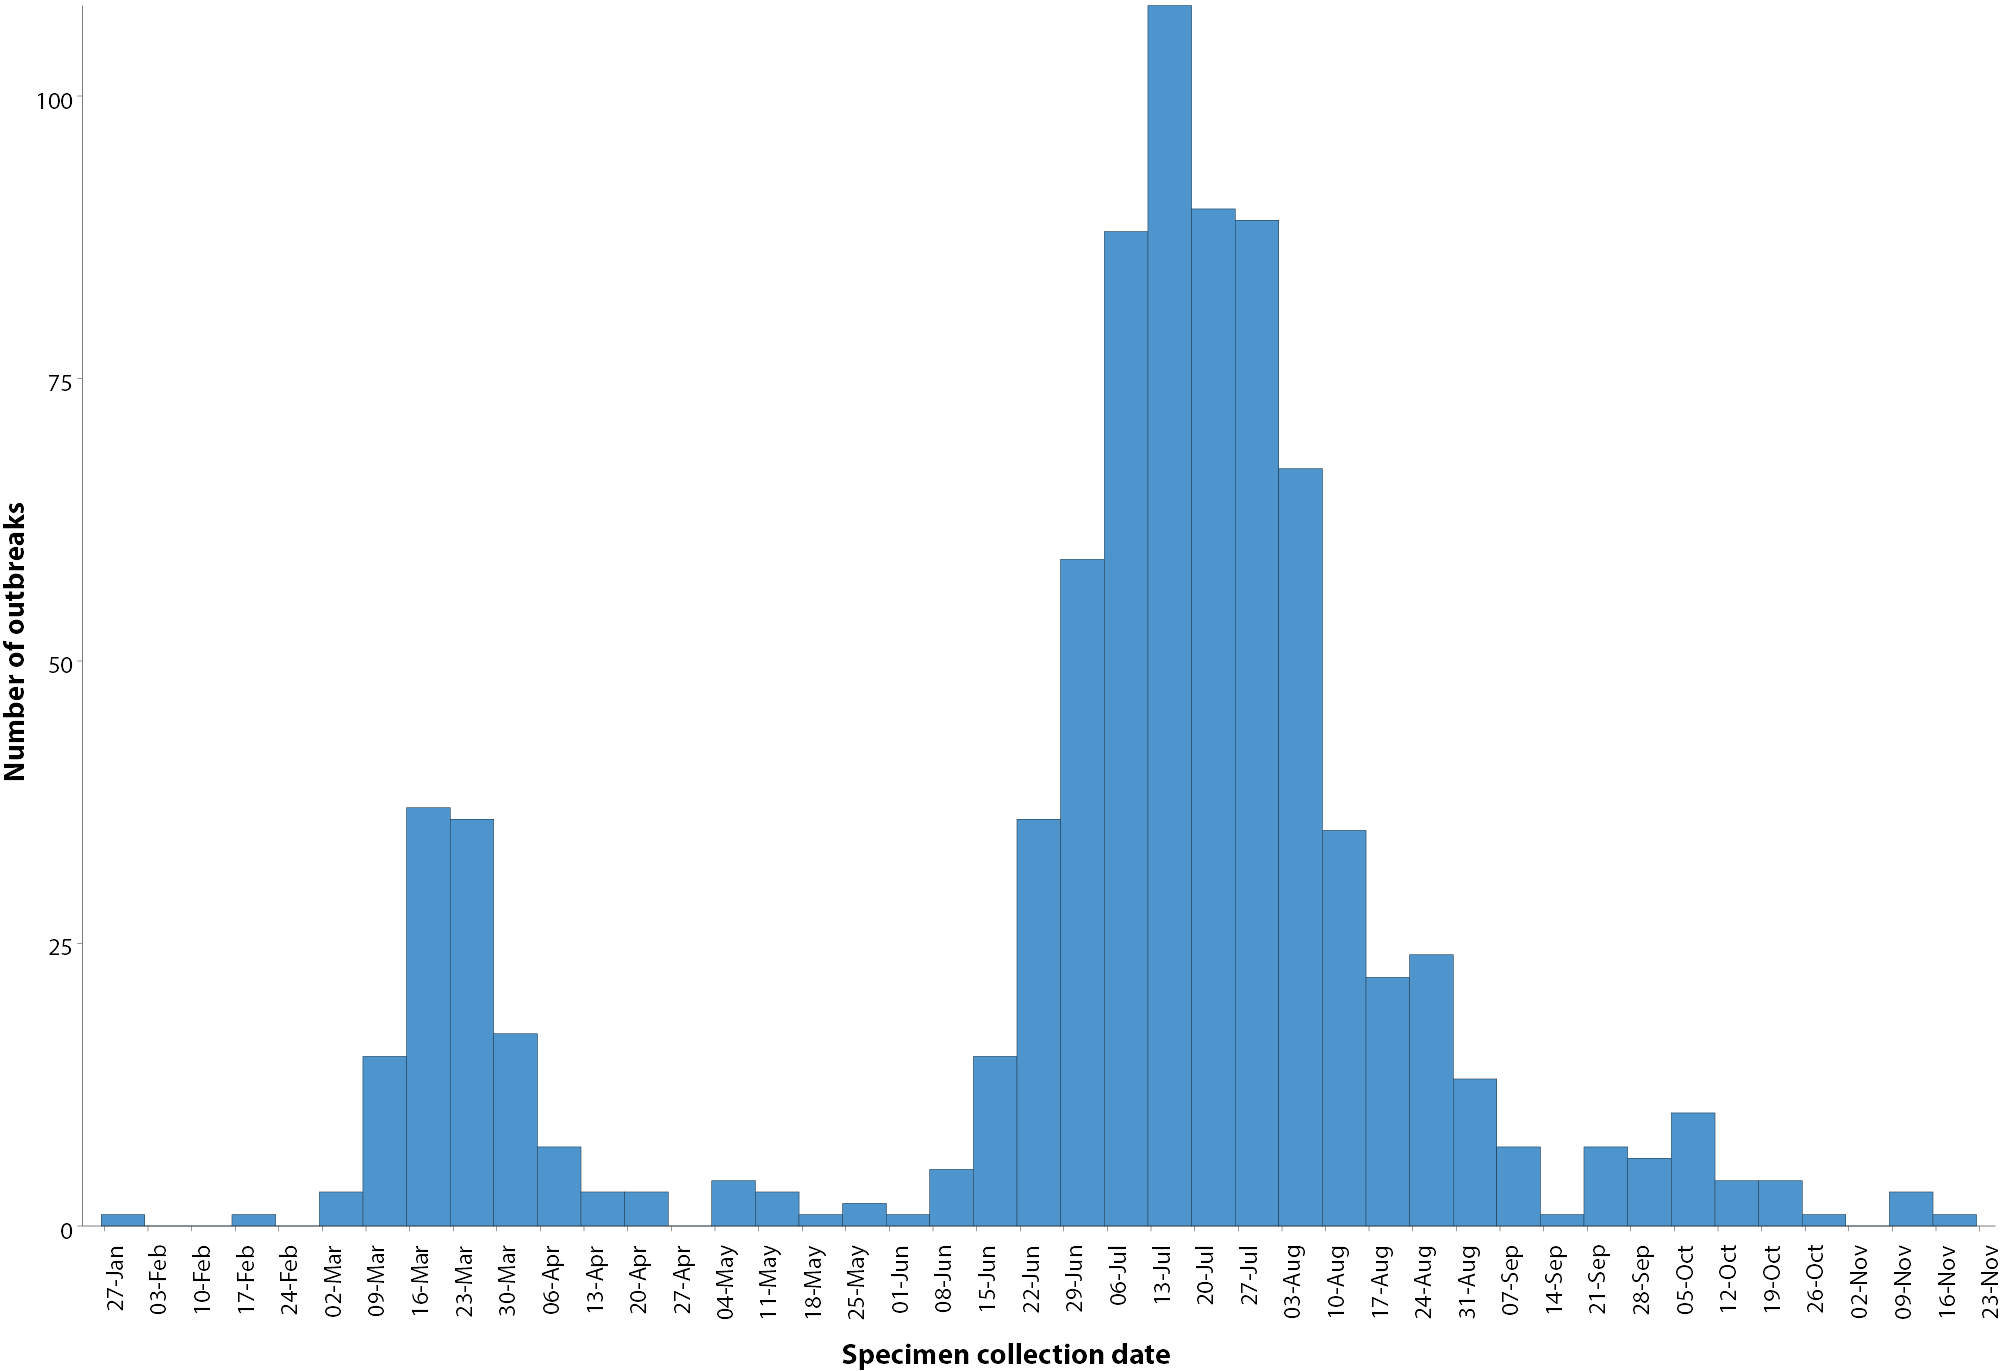 100
75
50
25
0
Number of outbreaks
27-Jan
03-Feb
10-Feb
17-Feb
24-Feb
02-Mar
09-Mar
16-Mar
23-Mar
30-Mar
06-Apr
13-Apr
20-Apr
27-Apr
04-May
11-May
18-May
25-May
01-Jun
08-Jun
15-Jun
22-Jun
29-Jun
06-Jul
13-Jul
20-Jul
27-Jul
03-Aug
10-Aug
17-Aug
24-Aug
31-Aug
07-Sep
14-Sep
21-Sep
28-Sep
05-Oct
12-Oct
19-Oct
26-Oct
02-Nov
09-Nov
16-Nov
23-Nov
Specimen collection date